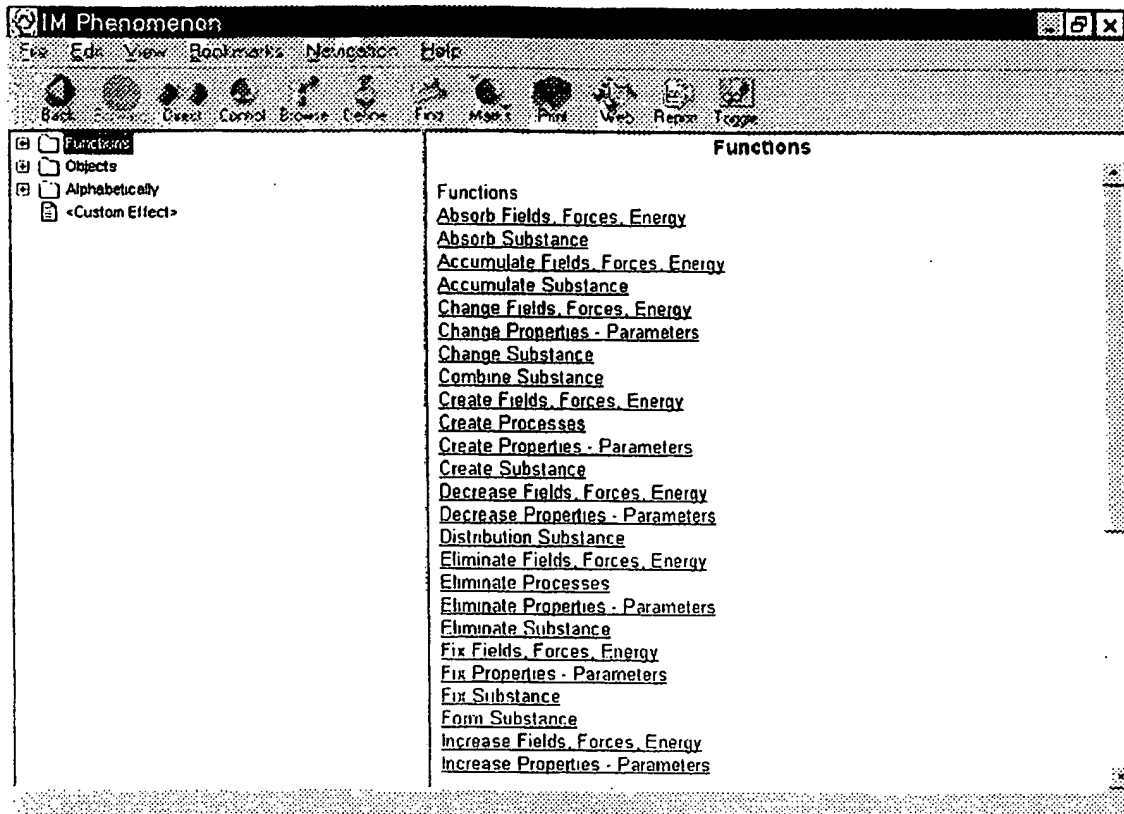 IM Phenomenon
File Edit View Bookmarks Navigation Help
Back Direct Control Browse Define Find Print Web Report Toggle
Functions
Objects
Alphabetically
<Custom Effect>
Functions
Functions
Absorb Fields, Forces, Energy
Absorb Substance
Accumulate Fields, Forces, Energy
Accumulate Substance
Change Fields, Forces, Energy
Change Properties - Parameters
Change Substance
Combine Substance
Create Fields, Forces, Energy
Create Processes
Create Properties - Parameters
Create Substance
Decrease Fields, Forces, Energy
Decrease Properties - Parameters
Distribution Substance
Eliminate Fields, Forces, Energy
Eliminate Processes
Eliminate Properties - Parameters
Eliminate Substance
Fix Fields, Forces, Energy
Fix Properties - Parameters
Fix Substance
Form Substance
Increase Fields, Forces, Energy
Increase Properties - Parameters